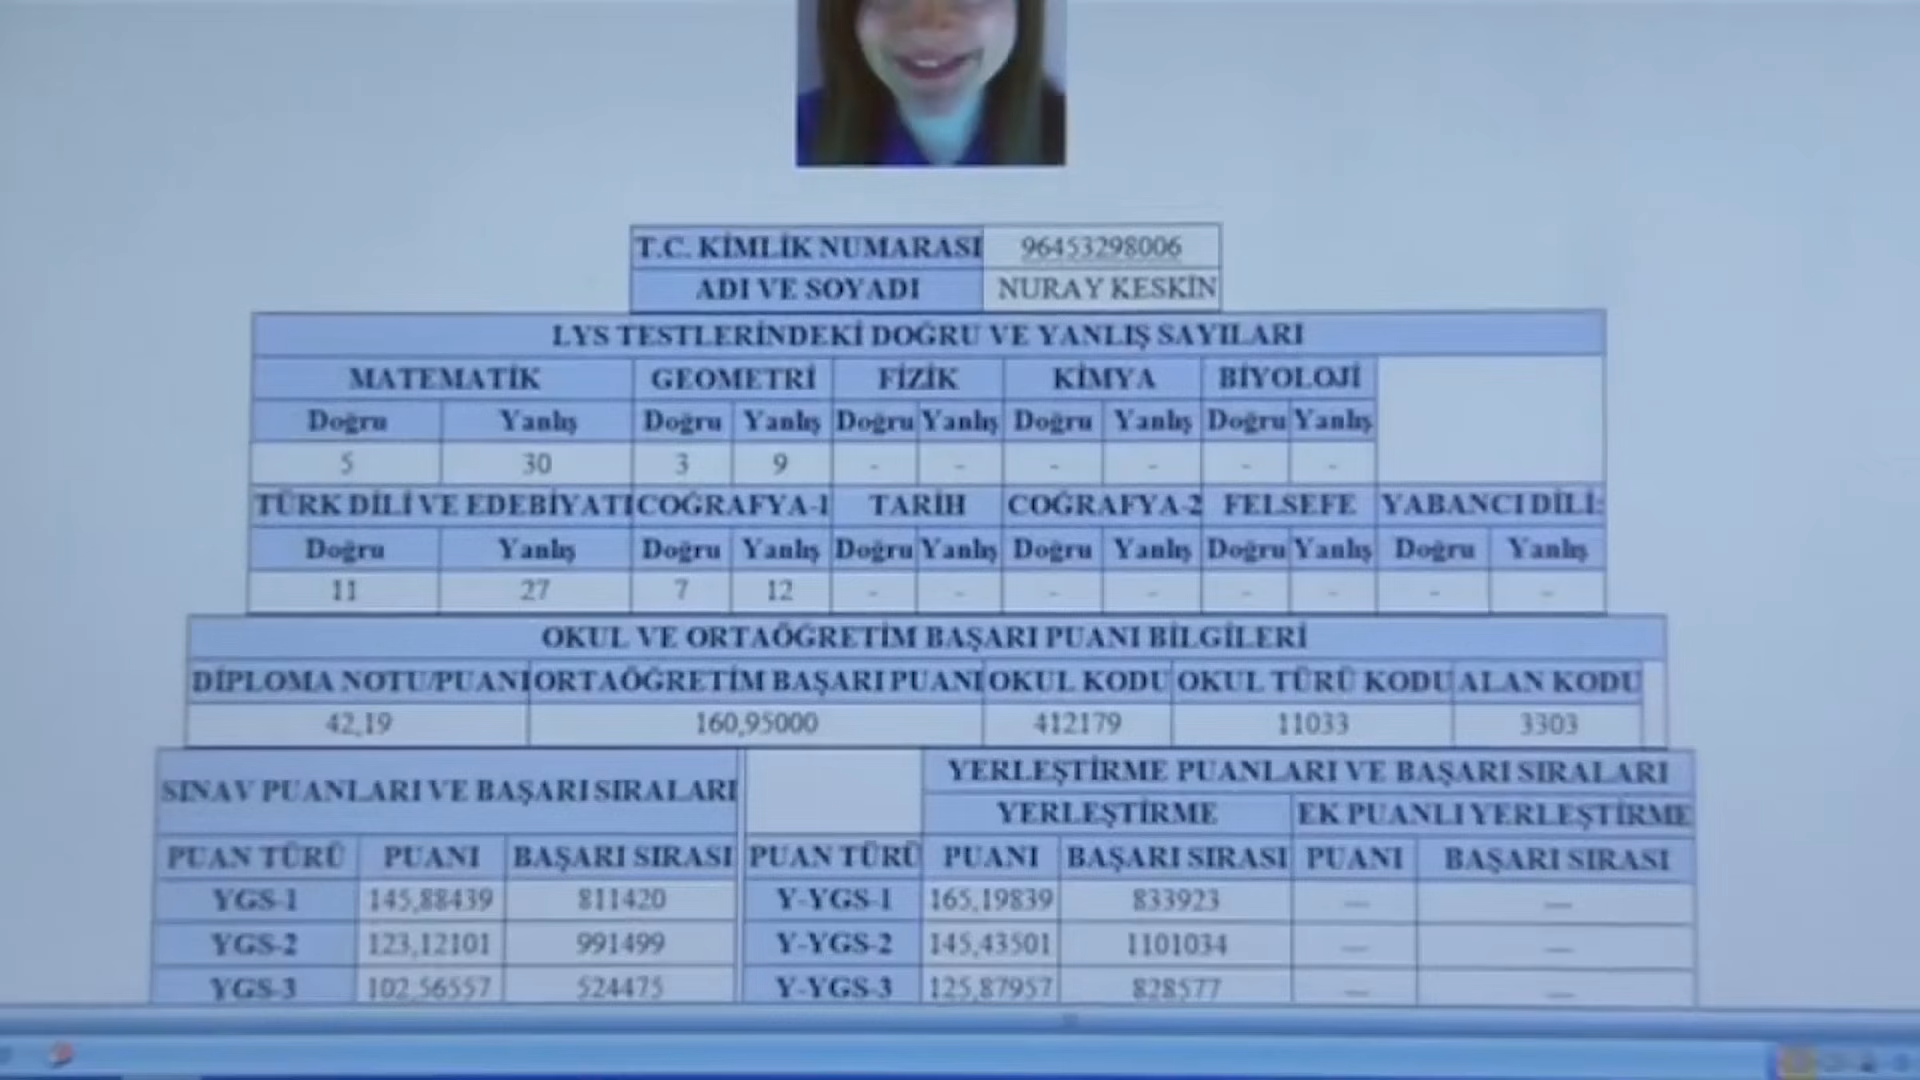 T.C. KİMLİK NUMARASI 96453298006
ADI VE SOYADI NURAY KESKİN
LYS TESTLERİNDEKİ DOĞRU VE YANLIŞ SAYILARI
MATEMATİK GEOMETRİ FİZİK KİMYA BİYOLOJİ
Doğru Yanlış Doğru Yanlış Doğru Yanlış Doğru Yanlış Doğru Yanlış
5 30 3 9 - - - - - -
TÜRK DİLİ VE EDEBİYATI COĞRAFYA-1 TARİH COĞRAFYA-2 FELSEFE YABANCI DİLİ:
Doğru Yanlış Doğru Yanlış Doğru Yanlış Doğru Yanlış Doğru Yanlış Doğru Yanlış
11 27 7 12 - - - - - - - -
OKUL VE ORTAÖĞRETİM BAŞARI PUANI BİLGİLERİ
DİPLOMA NOTU/PUANI ORTAÖĞRETİM BAŞARI PUANI OKUL KODU OKUL TÜRÜ KODU ALAN KODU
42,19 160,95000 412179 11033 3303
SINAV PUANLARI VE BAŞARI SIRALARI YERLEŞTİRME PUANLARI VE BAŞARI SIRALARI
YERLEŞTİRME EK PUANLI YERLEŞTİRME
PUAN TÜRÜ PUANI BAŞARI SIRASI PUAN TÜRÜ PUANI BAŞARI SIRASI PUANI BAŞARI SIRASI
YGS-1 145,88439 811420 Y-YGS-1 165,19839 833923 — —
YGS-2 123,12101 991499 Y-YGS-2 145,43501 1101034 — —
YGS-3 102,56557 524475 Y-YGS-3 125,87957 828577 — —